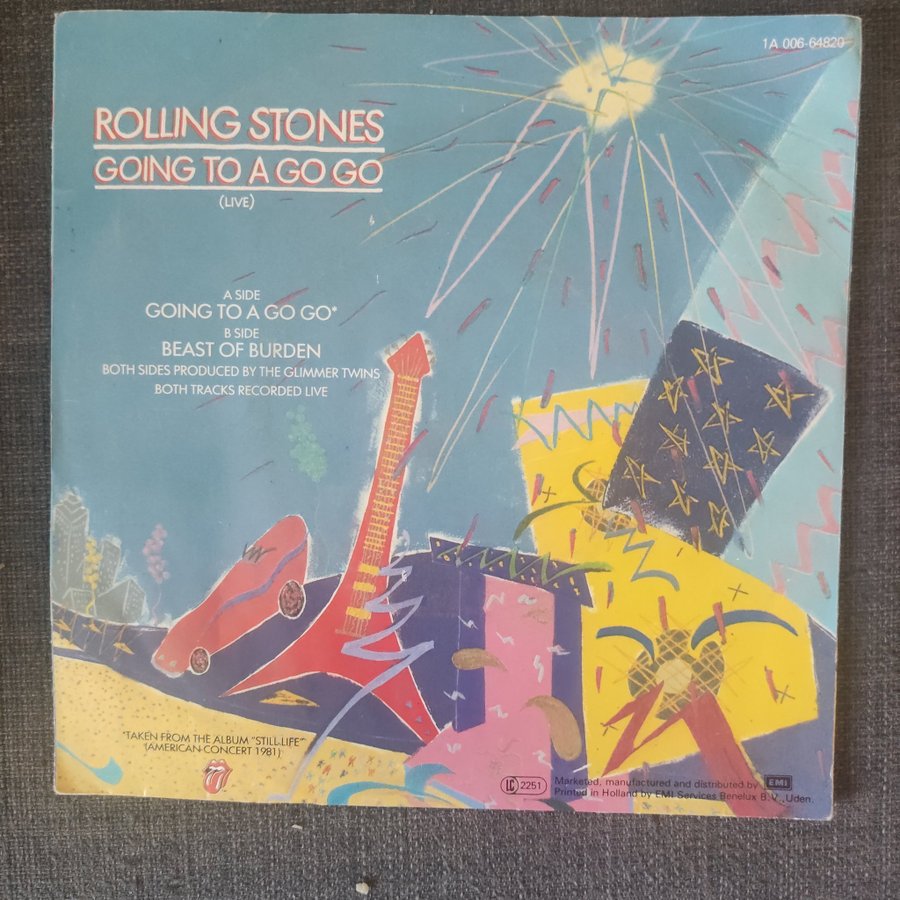 1A 006-64820
ROLLING STONES
GOING TO A GO GO
(LIVE)
A SIDE
GOING TO A GO GO*
B SIDE
BEAST OF BURDEN
BOTH SIDES PRODUCED BY THE GLIMMER TWINS
BOTH TRACKS RECORDED LIVE
*TAKEN FROM THE ALBUM "STILL LIFE"
(AMERICAN CONCERT 1981)
LC 2251
Marketed, manufactured and distributed by EMI
Printed in Holland by EMI Services Benelux B.V., Uden.